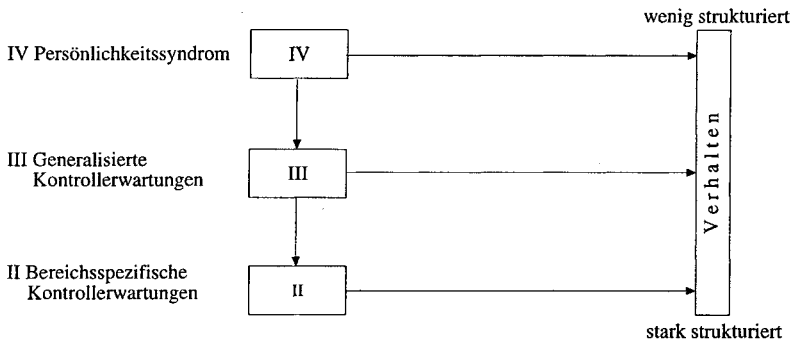 wenig strukturiert
IV Persönlichkeitssyndrom
IV
III Generalisierte
Kontrollerwartungen
III
Verhalten
II Bereichsspezifische
Kontrollerwartungen
II
stark strukturiert